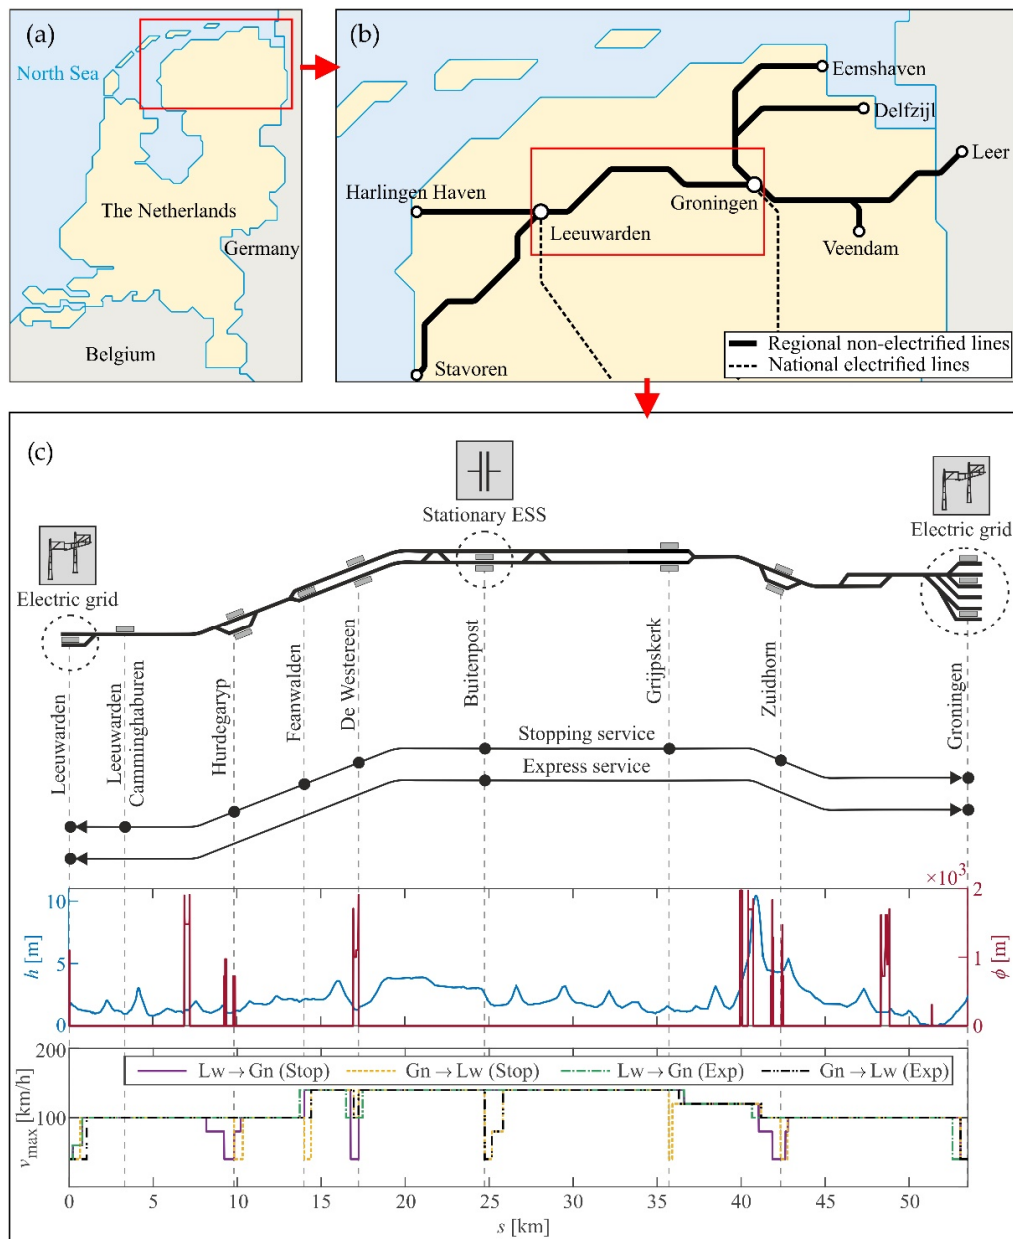 (a)
North Sea
The Netherlands
Germany
Belgium
(b)
Eemshaven
Delfzijl
Leer
Harlingen Haven
Groningen
Leeuwarden
Veendam
Stavoren
Regional non-electrified lines
National electrified lines
(c)
Stationary ESS
Electric grid
Electric grid
Leeuwarden
Leeuwarden
Camminghaburen
Hurdegaryp
Feanwalden
De Westereen
Buitenpost
Grijpskerk
Zuidhorn
Groningen
Stopping service
Express service
×10³
10
5
0
h [m]
2
1
0
ϕ [m]
200
100
v max [km/h]
Lw→Gn (Stop)
Gn→Lw (Stop)
Lw→Gn (Exp)
Gn→Lw (Exp)
0 5 10 15 20 25 30 35 40 45 50
s [km]